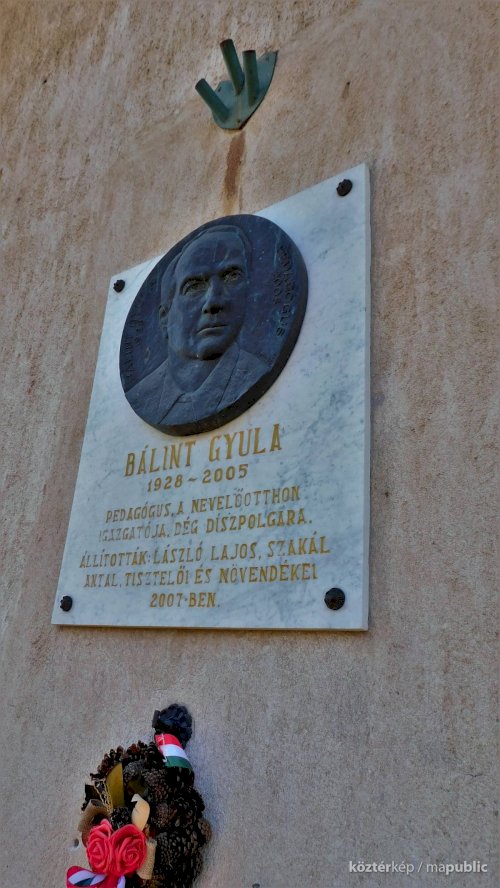 BÁLINT GYULA
1928 ~ 2005
PEDAGÓGUS, A NEVELŐOTTHON
IGAZGATÓJA, DÉG DÍSZPOLGÁRA.
ÁLLÍTOTTÁK: LÁSZLÓ LAJOS, SZAKÁL
ANTAL, TISZTELŐI ÉS NÖVENDÉKEI
2007-BEN.
köztérkép / mapublic